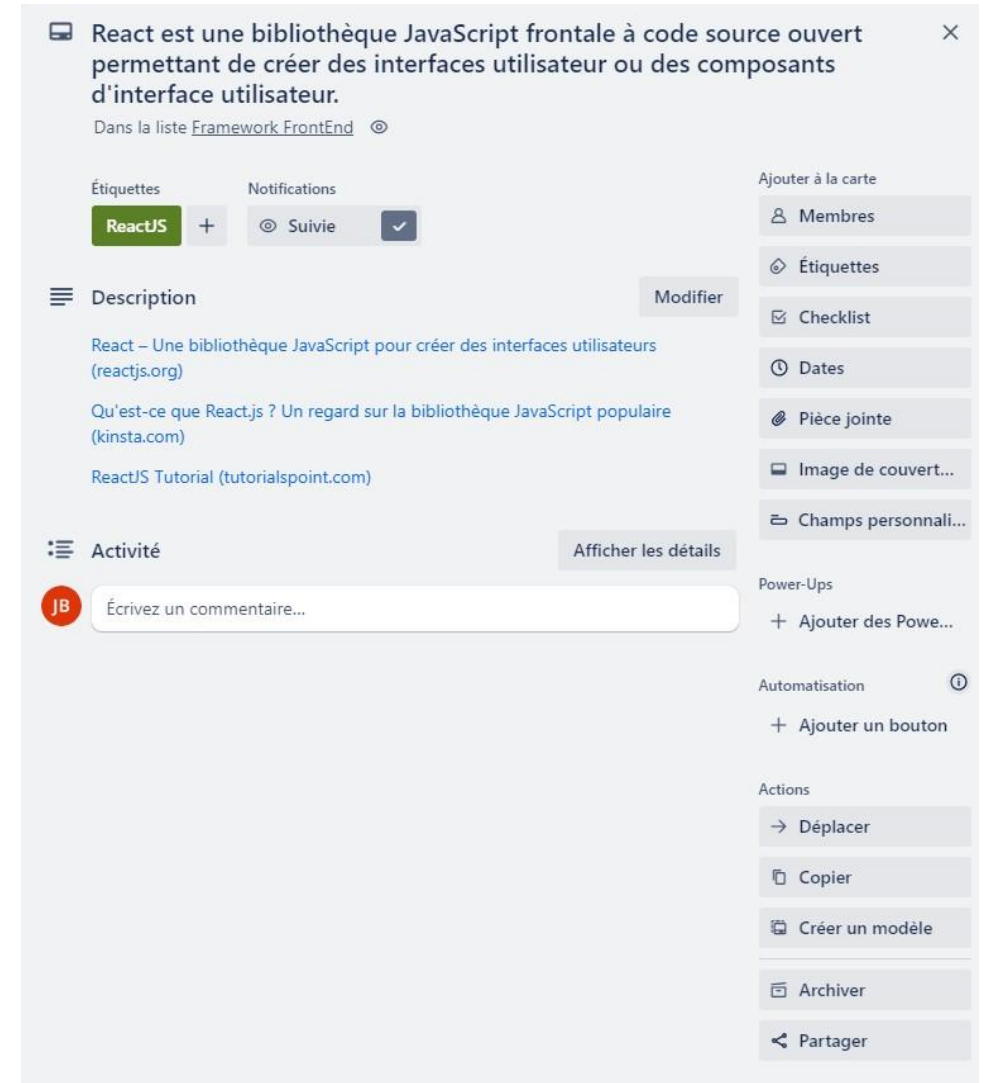 React est une bibliothèque JavaScript frontale à code source ouvert
permettant de créer des interfaces utilisateur ou des composants
d'interface utilisateur.
Dans la liste Framework FrontEnd
Étiquettes
Notifications
ReactJS
Suivie
Description
Modifier
React – Une bibliothèque JavaScript pour créer des interfaces utilisateurs
(reactjs.org)
Qu'est-ce que React.js ? Un regard sur la bibliothèque JavaScript populaire
(kinsta.com)
ReactJS Tutorial (tutorialspoint.com)
Activité
Afficher les détails
JB
Écrivez un commentaire...
Ajouter à la carte
Membres
Étiquettes
Checklist
Dates
Pièce jointe
Image de couvert...
Champs personnali...
Power-Ups
+ Ajouter des Powe...
Automatisation
+ Ajouter un bouton
Actions
Déplacer
Copier
Créer un modèle
Archiver
Partager